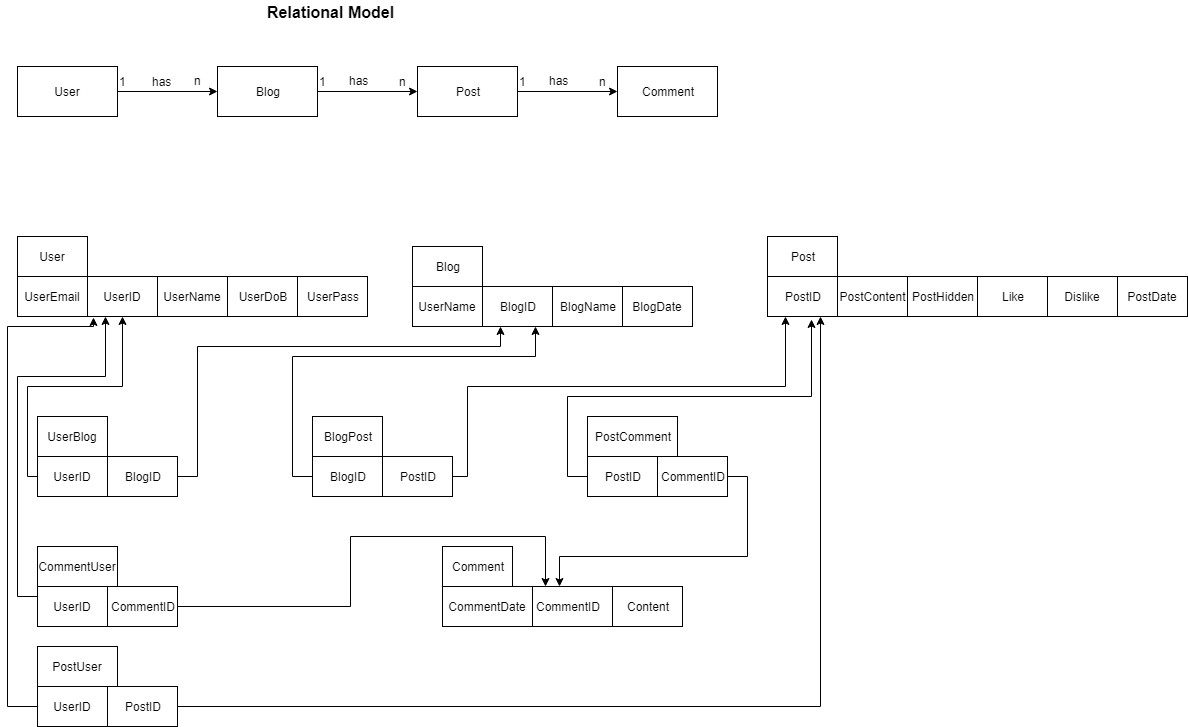 Relational Model
User 1 has n Blog 1 has n Post 1 has n Comment
User
UserEmail UserID UserName UserDoB UserPass
Blog
UserName BlogID BlogName BlogDate
Post
PostID PostContent PostHidden Like Dislike PostDate
UserBlog
UserID BlogID
BlogPost
BlogID PostID
PostComment
PostID CommentID
CommentUser
UserID CommentID
Comment
CommentDate CommentID Content
PostUser
UserID PostID